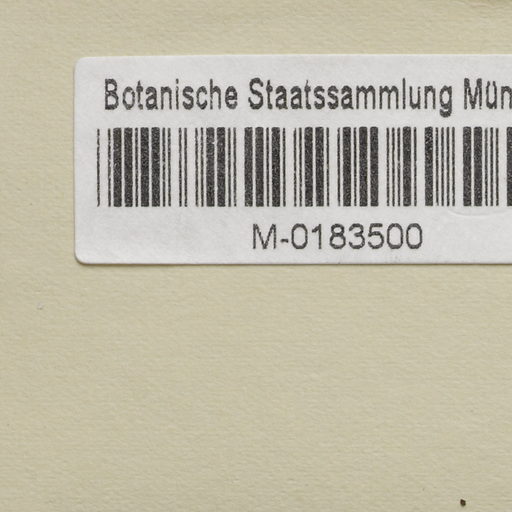 Botanische Staatssammlung Mün
M-0183500